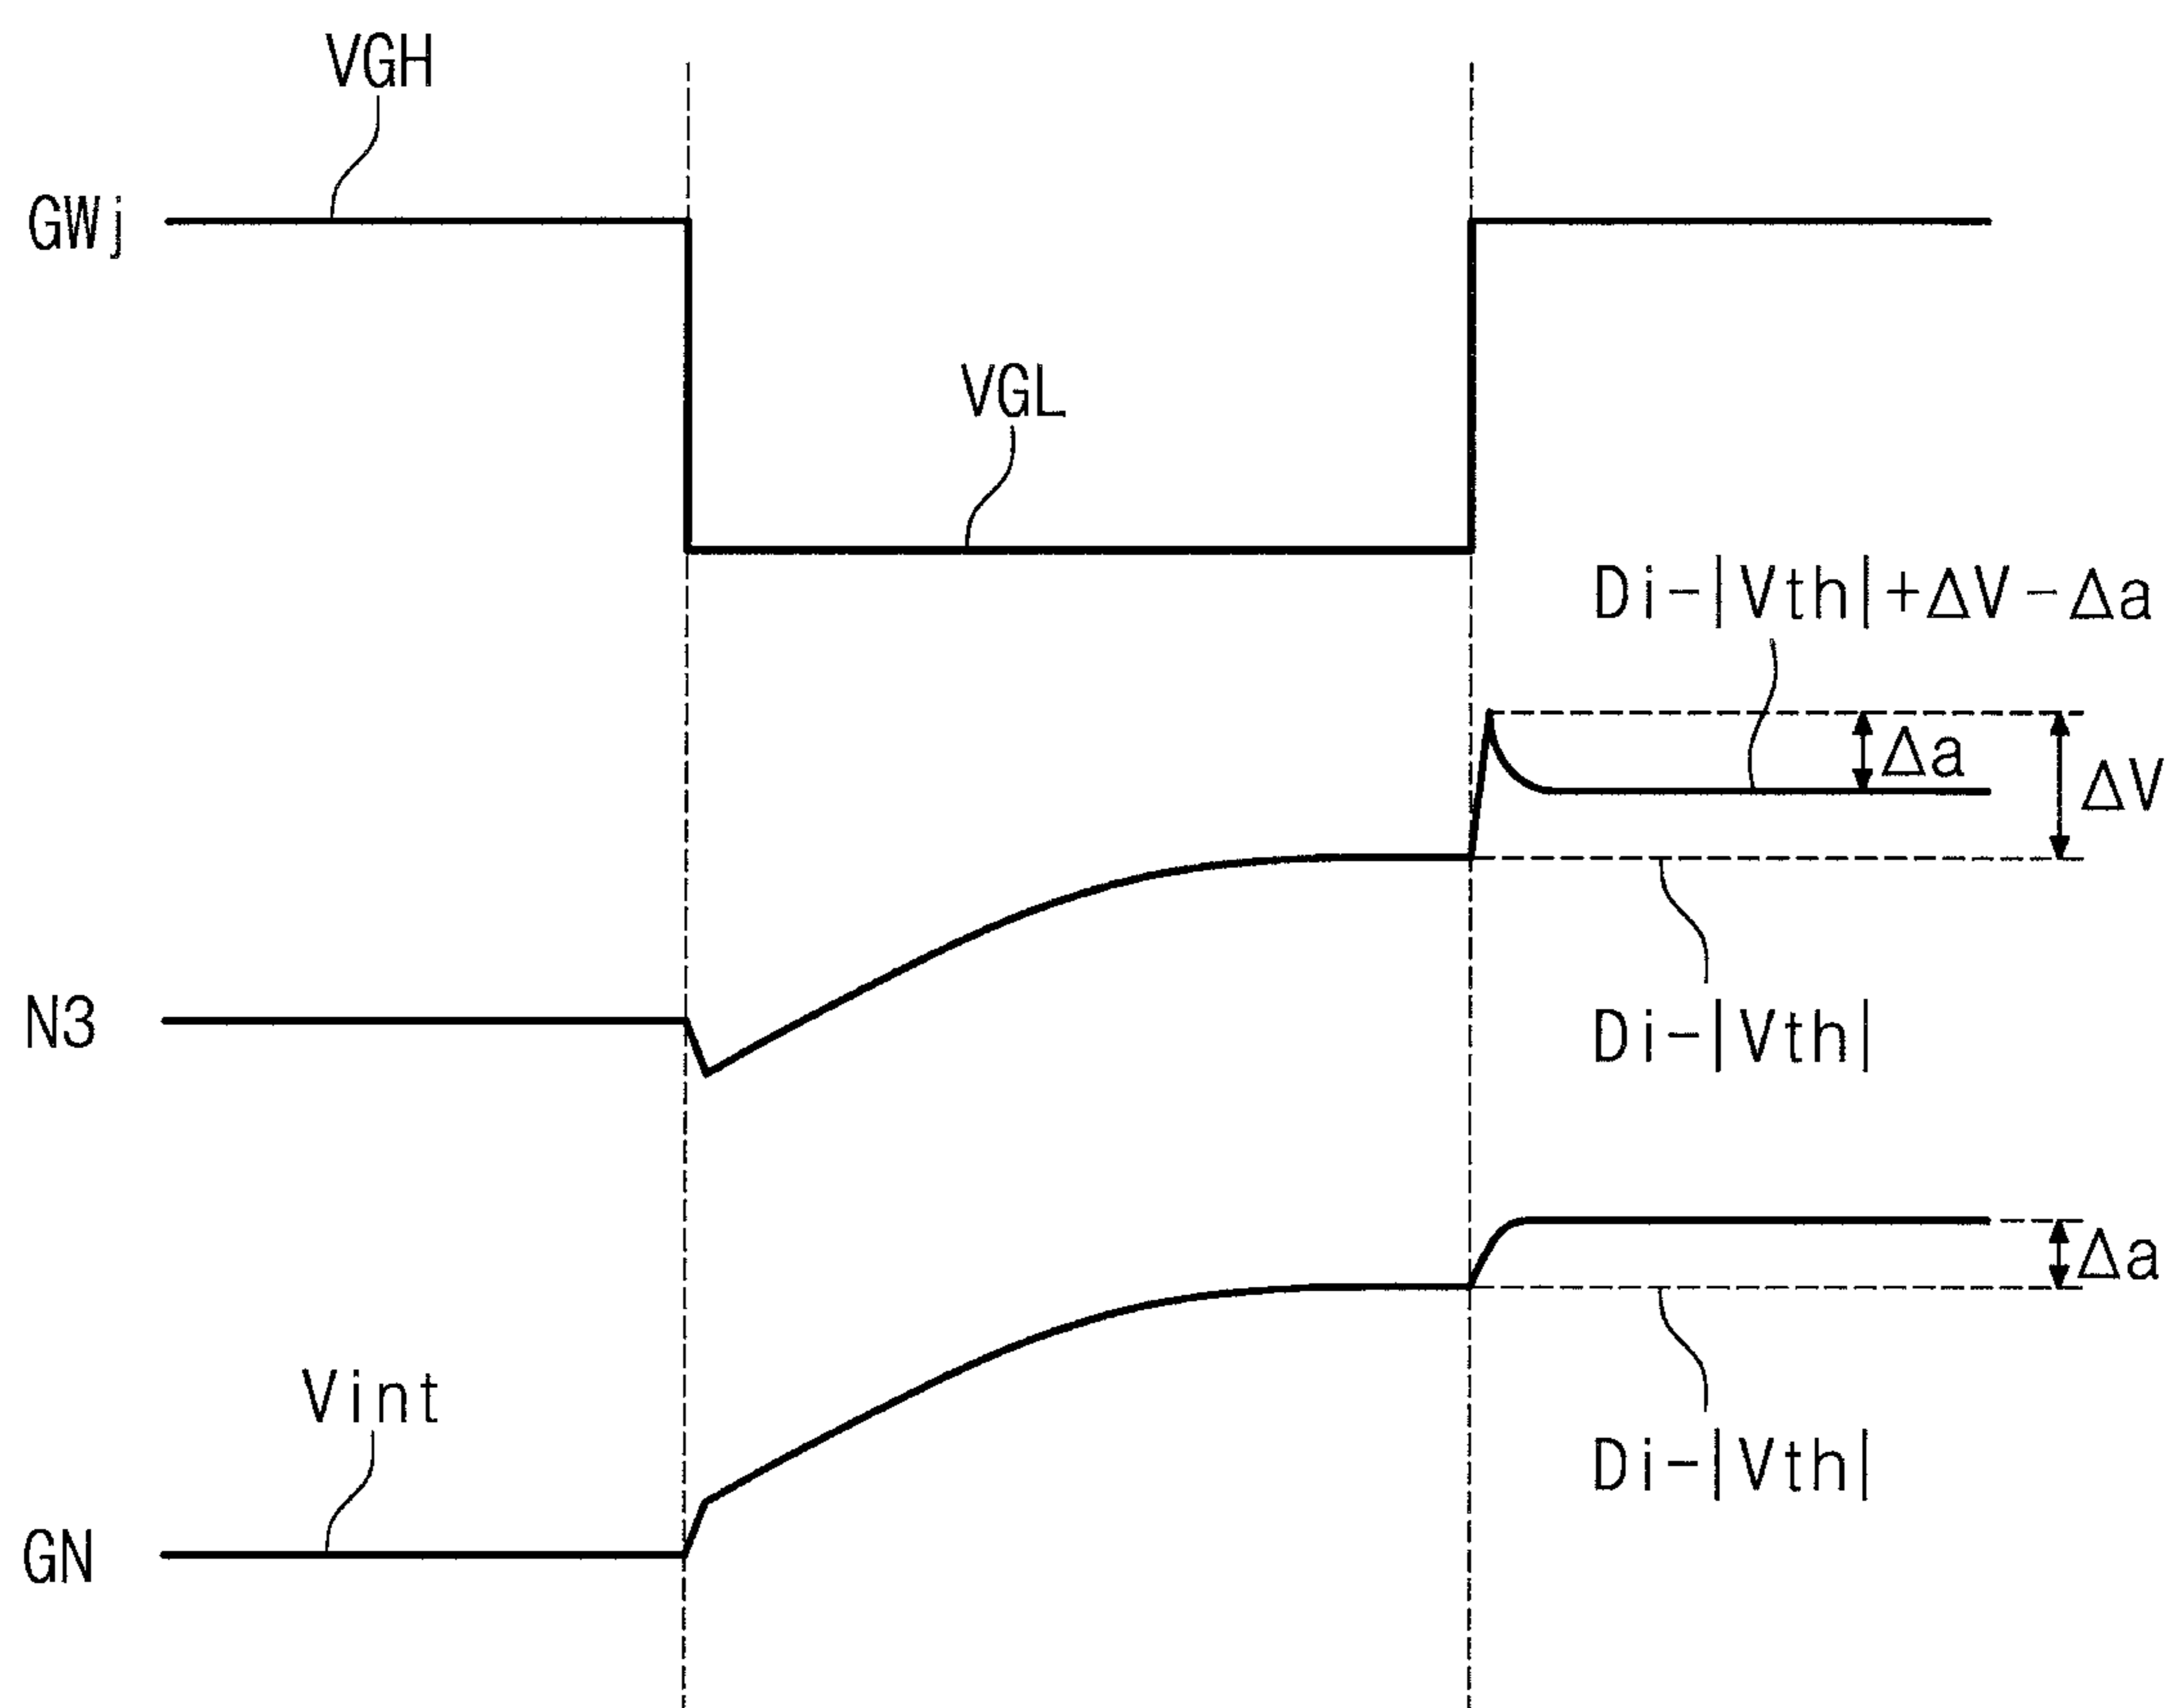 VGH
GWj
VGL
Di-|Vth|+ΔV-Δa
Δa
ΔV
N3
Di-|Vth|
Δa
Vint
Di-|Vth|
GN